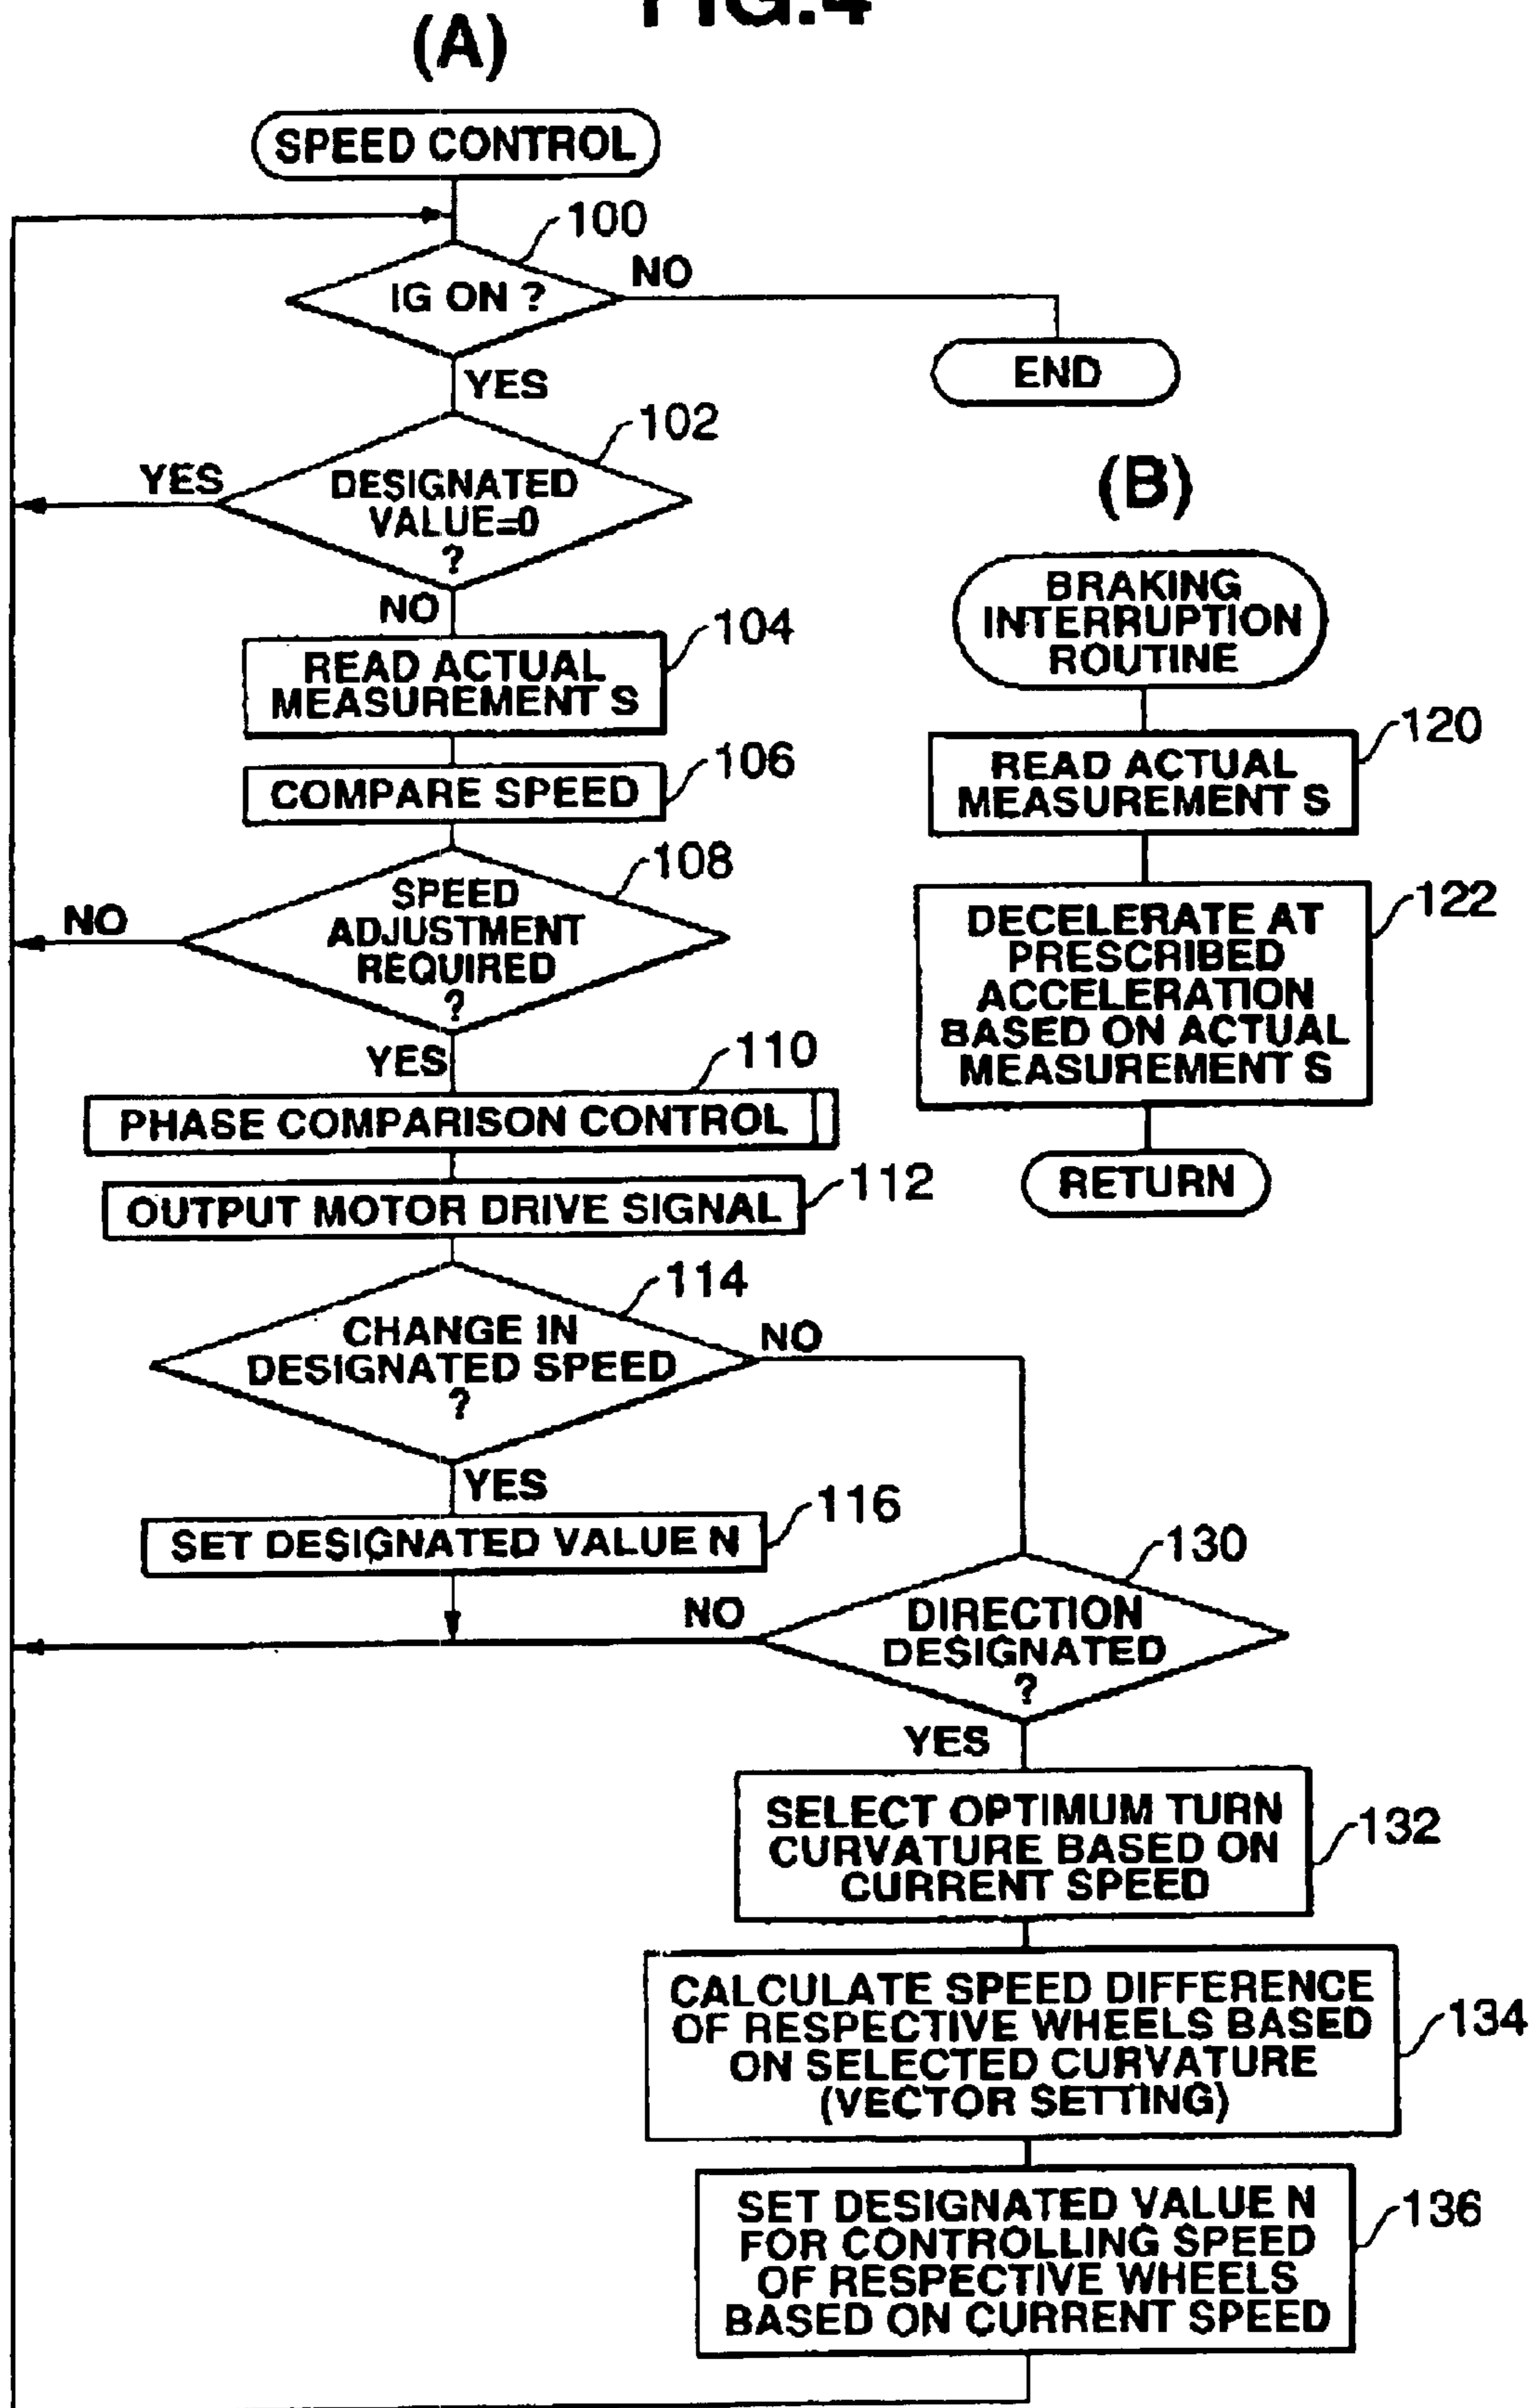 FIG.4
(A)
SPEED CONTROL
100
IG ON ?
NO
END
YES
102
DESIGNATED
VALUE=0
?
YES
NO
104
READ ACTUAL
MEASUREMENT S
106
COMPARE SPEED
108
SPEED
ADJUSTMENT
REQUIRED
?
NO
YES
110
PHASE COMPARISON CONTROL
112
OUTPUT MOTOR DRIVE SIGNAL
114
CHANGE IN
DESIGNATED SPEED
?
NO
YES
116
SET DESIGNATED VALUE N
130
DIRECTION
DESIGNATED
?
NO
YES
132
SELECT OPTIMUM TURN
CURVATURE BASED ON
CURRENT SPEED
134
CALCULATE SPEED DIFFERENCE
OF RESPECTIVE WHEELS BASED
ON SELECTED CURVATURE
(VECTOR SETTING)
136
SET DESIGNATED VALUE N
FOR CONTROLLING SPEED
OF RESPECTIVE WHEELS
BASED ON CURRENT SPEED
(B)
BRAKING
INTERRUPTION
ROUTINE
120
READ ACTUAL
MEASUREMENT S
122
DECELERATE AT
PRESCRIBED
ACCELERATION
BASED ON ACTUAL
MEASUREMENT S
RETURN